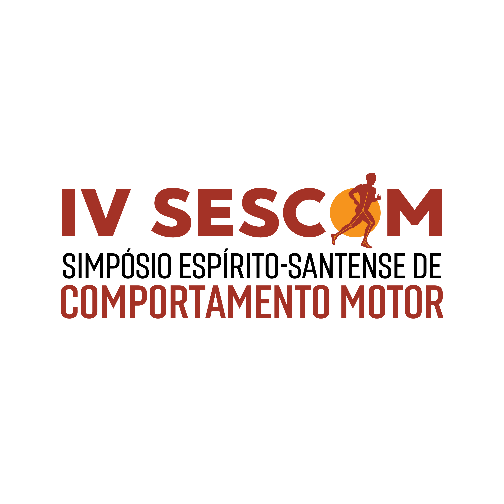 IV SESCOM
SIMPÓSIO ESPÍRITO-SANTENSE DE
COMPORTAMENTO MOTOR